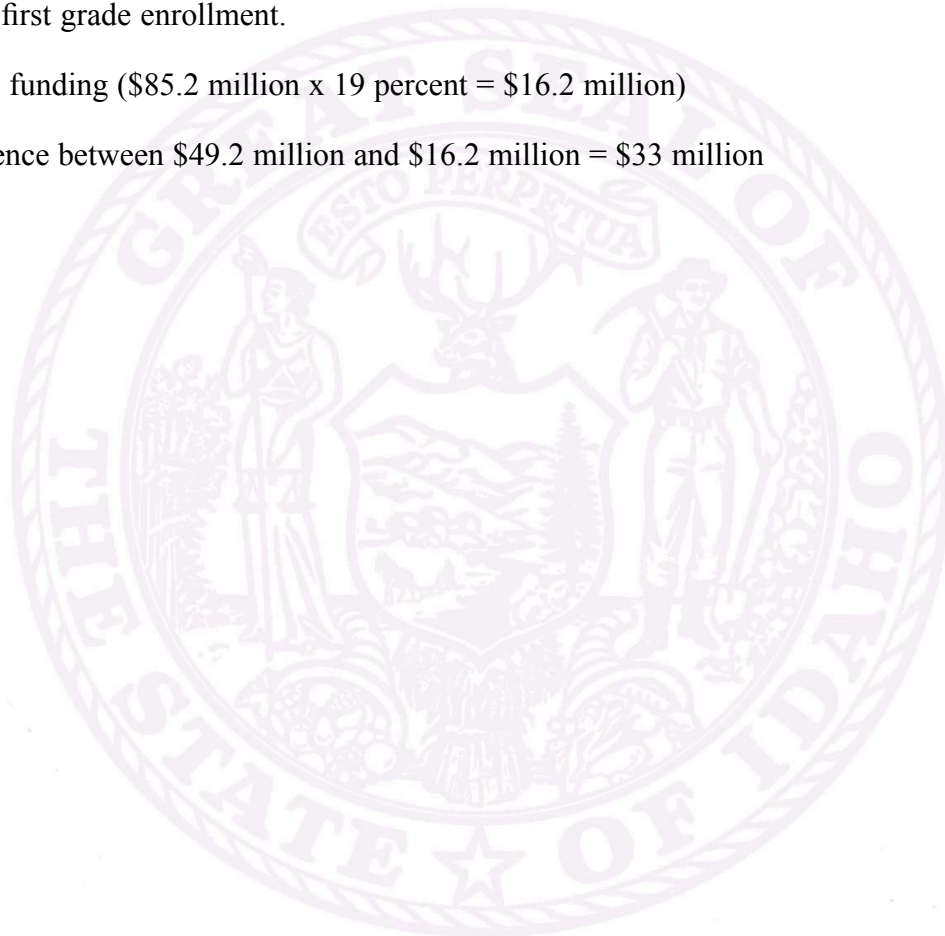 first grade enrollment.
funding ($85.2 million x 19 percent = $16.2 million)
ence between $49.2 million and $16.2 million = $33 million
GREAT SEAL OF
ESTO PERPETUA
THE STATE OF IDAHO